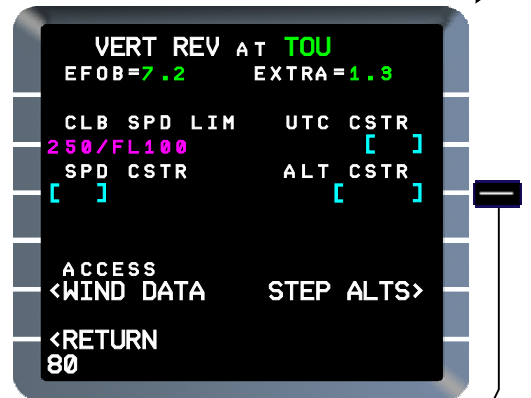 VERT REV AT TOU
EFOB=7.2 EXTRA=1.3
CLB SPD LIM UTC CSTR
250/FL100 [ ]
SPD CSTR ALT CSTR
[ ] [ ]
ACCESS
<WIND DATA STEP ALTS>
<RETURN
80